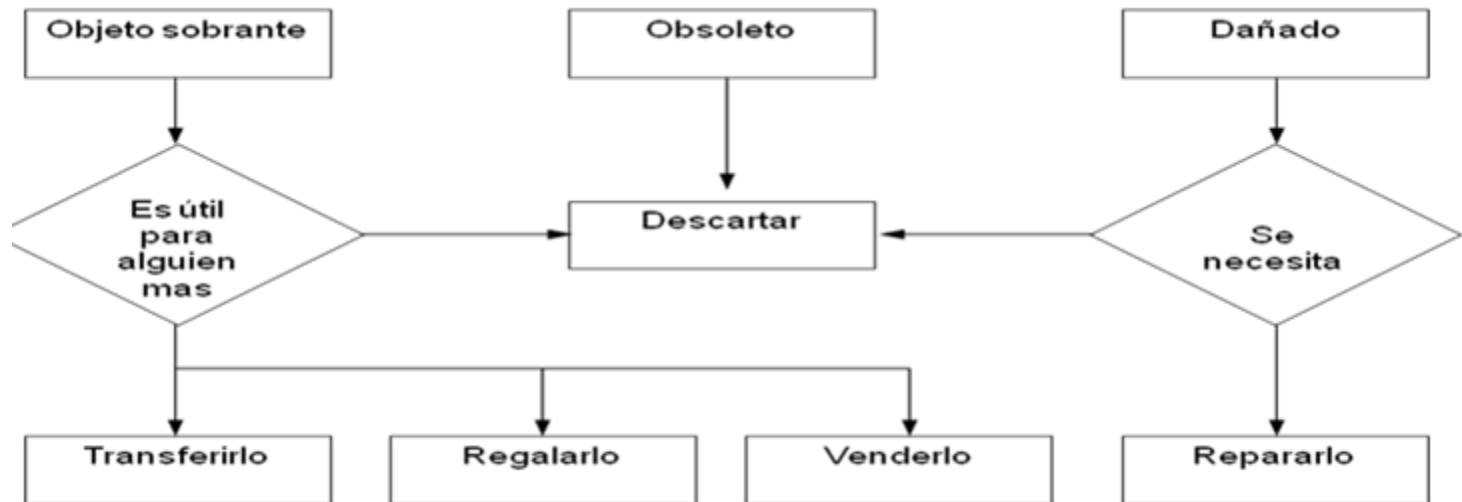 Objeto sobrante
Obsoleto
Dañado
Es útil
para
alguien
mas
Descartar
Se
necesita
Transferirlo
Regalarlo
Venderlo
Repararlo